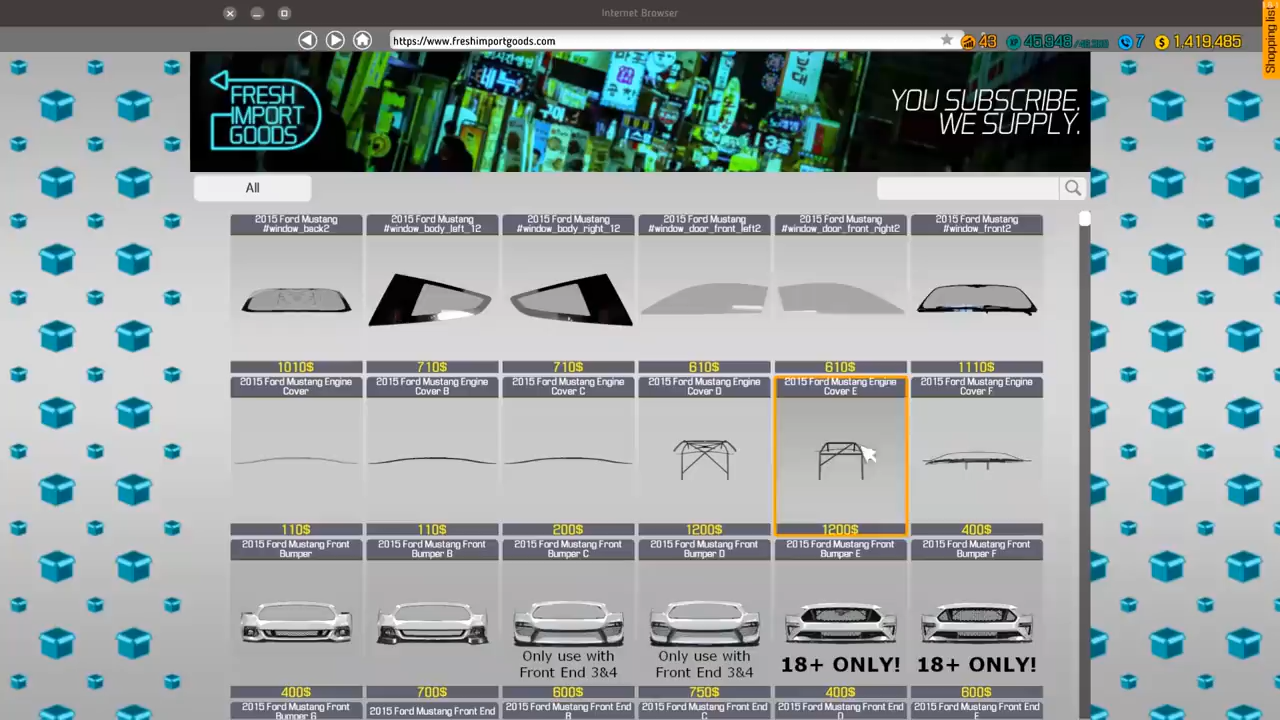 Internet Browser
https://www.freshimportgoods.com
43
7
1,419,485
Shopping list
FRESH
IMPORT
GOODS
YOU SUBSCRIBE.
WE SUPPLY.
All
2015 Ford Mustang
#window_back2
2015 Ford Mustang
#window_body_left_12
2015 Ford Mustang
#window_body_right_12
2015 Ford Mustang
#window_door_front_left2
2015 Ford Mustang
#window_door_front_right2
2015 Ford Mustang
#window_front2
1010$
710$
710$
610$
610$
1110$
2015 Ford Mustang Engine
Cover
2015 Ford Mustang Engine
Cover B
2015 Ford Mustang Engine
Cover C
2015 Ford Mustang Engine
Cover D
2015 Ford Mustang Engine
Cover E
2015 Ford Mustang Engine
Cover F
110$
110$
200$
1200$
1200$
400$
2015 Ford Mustang Front
Bumper
2015 Ford Mustang Front
Bumper B
2015 Ford Mustang Front
Bumper C
2015 Ford Mustang Front
Bumper D
2015 Ford Mustang Front
Bumper E
2015 Ford Mustang Front
Bumper F
Only use with
Front End 3&4
Only use with
Front End 3&4
18+ ONLY!
18+ ONLY!
400$
700$
600$
750$
400$
600$
2015 Ford Mustang Front
Bumper G
2015 Ford Mustang Front End
2015 Ford Mustang Front End
2015 Ford Mustang Front End
2015 Ford Mustang Front End
2015 Ford Mustang Front End